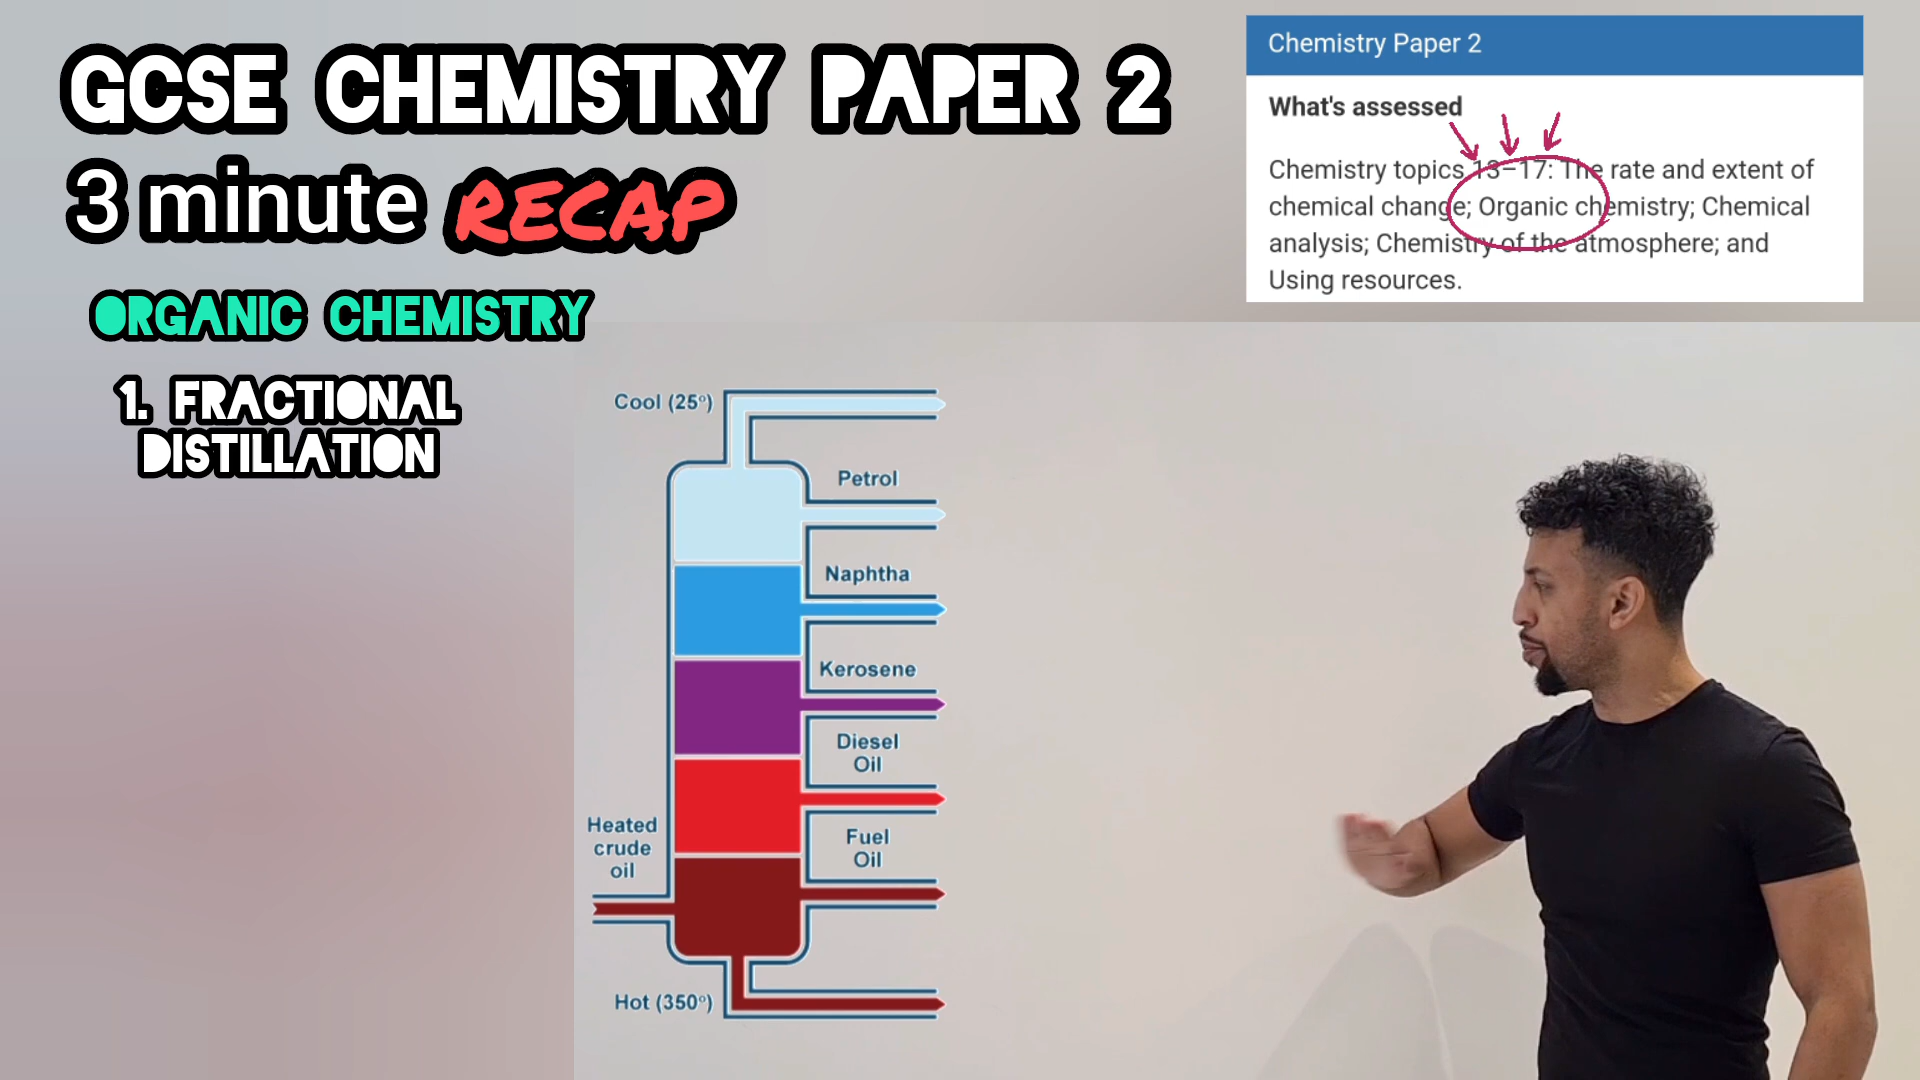 GCSE CHEMISTRY PAPER 2
3 minute RECAP
ORGANIC CHEMISTRY
1. FRACTIONAL
DISTILLATION
Chemistry Paper 2
What's assessed
Chemistry topics 13–17: The rate and extent of
chemical change; Organic chemistry; Chemical
analysis; Chemistry of the atmosphere; and
Using resources.
Cool (25°)
Petrol
Naphtha
Kerosene
Diesel
Oil
Heated
crude
oil
Fuel
Oil
Hot (350°)